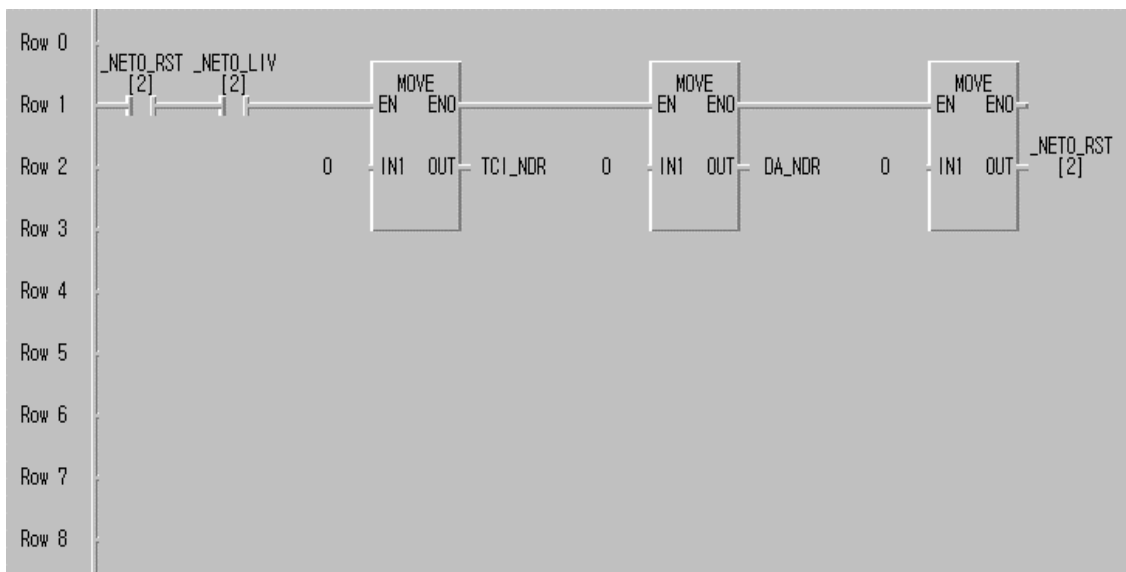 Row 0
_NET0_RST _NET0_LIV
[2] [2]
MOVE MOVE MOVE
Row 1 EN ENO EN ENO EN ENO
_NET0_RST
Row 2 0 IN1 OUT TCI_NDR 0 IN1 OUT DA_NDR 0 IN1 OUT [2]
Row 3
Row 4
Row 5
Row 6
Row 7
Row 8